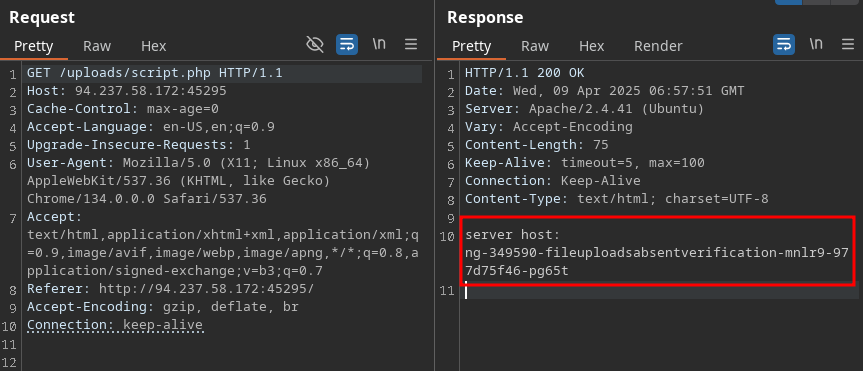 Request
Pretty Raw Hex
\n
1 GET /uploads/script.php HTTP/1.1
2 Host: 94.237.58.172:45295
3 Cache-Control: max-age=0
4 Accept-Language: en-US,en;q=0.9
5 Upgrade-Insecure-Requests: 1
6 User-Agent: Mozilla/5.0 (X11; Linux x86_64)
AppleWebKit/537.36 (KHTML, like Gecko)
Chrome/134.0.0.0 Safari/537.36
7 Accept:
text/html,application/xhtml+xml,application/xml;q
=0.9,image/avif,image/webp,image/apng,*/*;q=0.8,a
pplication/signed-exchange;v=b3;q=0.7
8 Referer: http://94.237.58.172:45295/
9 Accept-Encoding: gzip, deflate, br
10 Connection: keep-alive
11
12
Response
Pretty Raw Hex Render
\n
1 HTTP/1.1 200 OK
2 Date: Wed, 09 Apr 2025 06:57:51 GMT
3 Server: Apache/2.4.41 (Ubuntu)
4 Vary: Accept-Encoding
5 Content-Length: 75
6 Keep-Alive: timeout=5, max=100
7 Connection: Keep-Alive
8 Content-Type: text/html; charset=UTF-8
9
10 server host:
ng-349590-fileuploadsabsentverification-mnlr9-97
7d75f46-pg65t
11